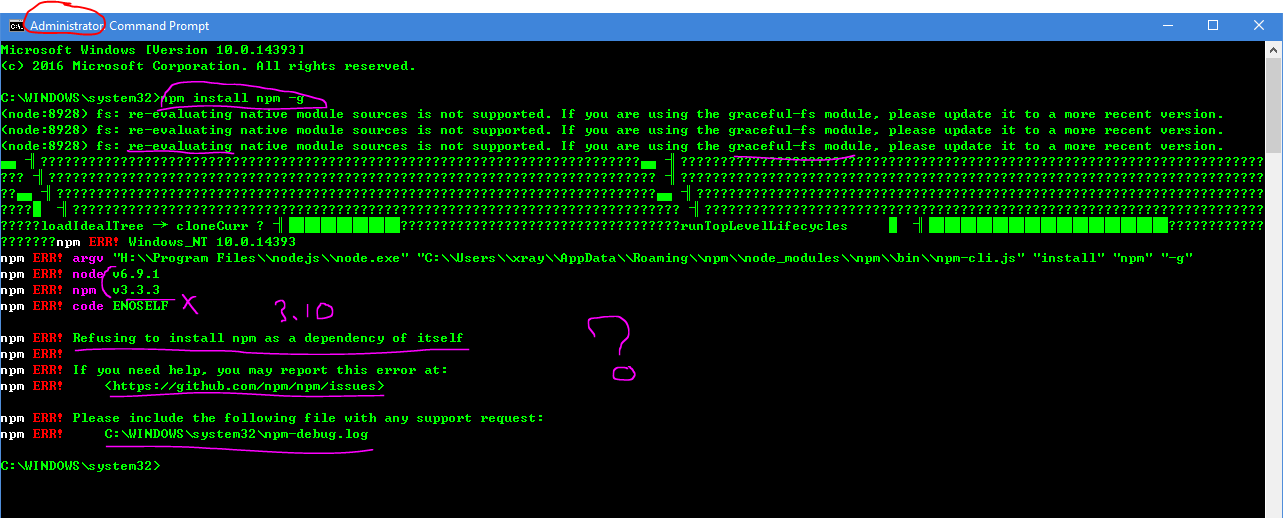 Administrator: Command Prompt
Microsoft Windows [Version 10.0.14393]
(c) 2016 Microsoft Corporation. All rights reserved.
C:\WINDOWS\system32>npm install npm -g
(node:8928) fs: re-evaluating native module sources is not supported. If you are using the graceful-fs module, please update it to a more recent version.
(node:8928) fs: re-evaluating native module sources is not supported. If you are using the graceful-fs module, please update it to a more recent version.
(node:8928) fs: re-evaluating native module sources is not supported. If you are using the graceful-fs module, please update it to a more recent version.
loadIdealTree → cloneCurr ? runTopLevelLifecycles
???????npm ERR! Windows_NT 10.0.14393
npm ERR! argv "H:\\Program Files\\nodejs\\node.exe" "C:\\Users\\xray\\AppData\\Roaming\\npm\\node_modules\\npm\\bin\\npm-cli.js" "install" "npm" "-g"
npm ERR! node v6.9.1
npm ERR! npm v3.3.3
npm ERR! code ENOSELF X
3.10
?
npm ERR! Refusing to install npm as a dependency of itself
npm ERR!
npm ERR! If you need help, you may report this error at:
npm ERR! <https://github.com/npm/npm/issues>
npm ERR! Please include the following file with any support request:
npm ERR! C:\WINDOWS\system32\npm-debug.log
C:\WINDOWS\system32>